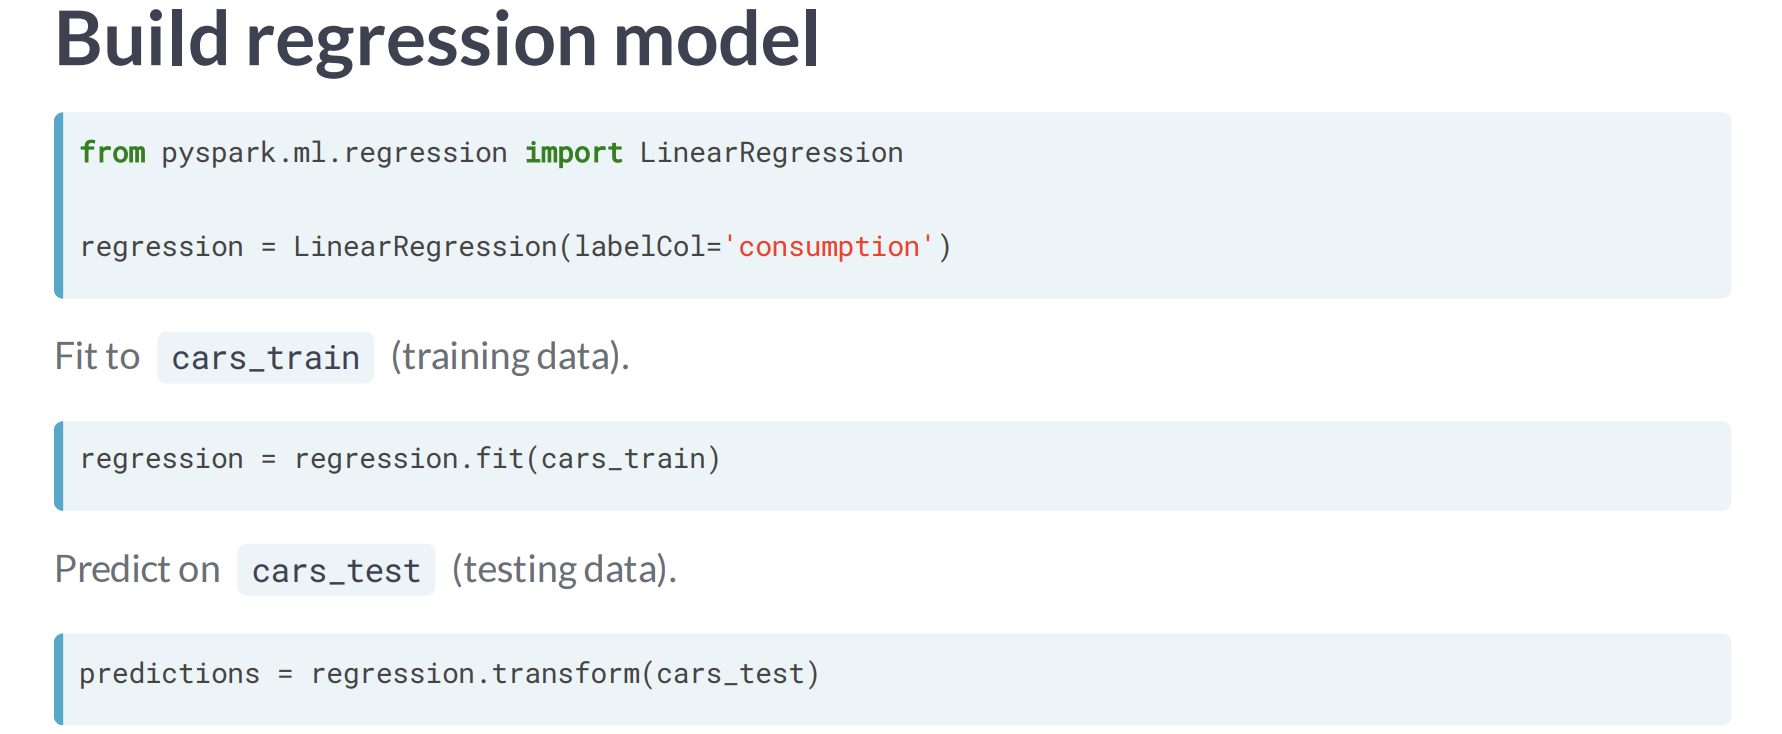 Build regression model
from pyspark.ml.regression import LinearRegression
regression = LinearRegression(labelCol='consumption')
Fit to cars_train (training data).
regression = regression.fit(cars_train)
Predict on cars_test (testing data).
predictions = regression.transform(cars_test)